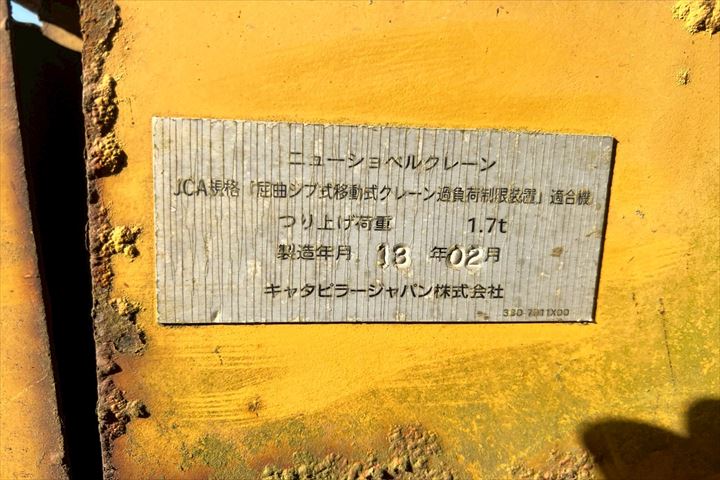 ニューショベルクレーン
JCA規格「屈曲ジブ式移動式クレーン過負荷制限装置」適合機
つり上げ荷重 1.7t
製造年月 13 年02月
キャタピラージャパン株式会社